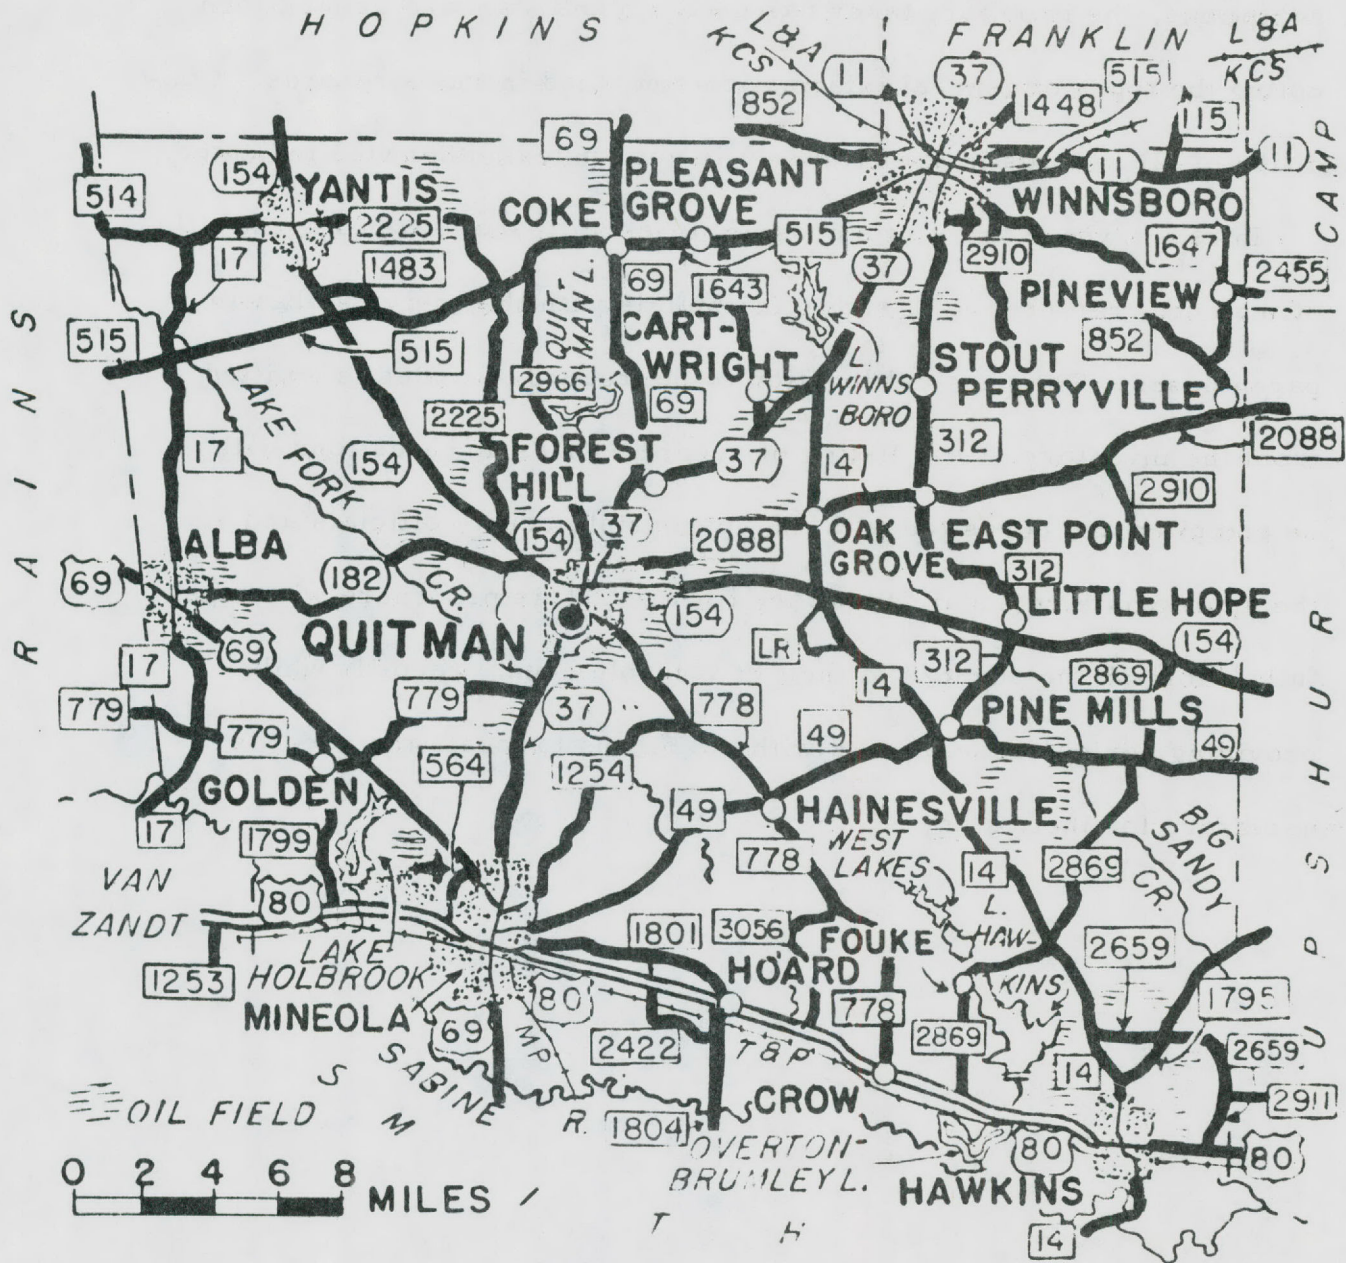 HOPKINS
FRANKLIN
L&A
KCS
L&A
KCS
11
37
5151
852
1448
115
69
11
11
CAMP
154
YANTIS
PLEASANT
GROVE
WINNSBORO
514
COKE
2225
515
2910
1647
17
1483
37
2455
69
1643
PINEVIEW
QUIT-
MAN L.
CART-
WRIGHT
852
515
515
STOUT
PERRYVILLE
L.
WINNS
-BORO
2966
69
RAINS
LAKE FORK
CR.
2225
17
154
FOREST
HILL
37
14
312
2088
2910
37
154
2088
OAK
GROVE
EAST POINT
ALBA
69
182
312
LITTLE HOPE
QUITMAN
154
154
69
LR
312
17
14
2869
779
779
37
778
PINE MILLS
779
49
49
564
1254
GOLDEN
49
HAINESVILLE
UPSHUR
17
1799
778
WEST
LAKES
14
2869
BIG
SANDY
CR.
VAN
ZANDT
80
L.
HAW-
KINS
1801
3056
FOUKE
2659
1253
LAKE
HOLBROOK
HOARD
MINEOLA
80
778
1795
69
MP
2422
T&P
2869
2659
SABINE
R.
14
SMITH
OIL FIELD
CROW
2911
1804
OVERTON-
BRUMLEY L.
80
80
0 2 4 6 8
MILES
HAWKINS
14